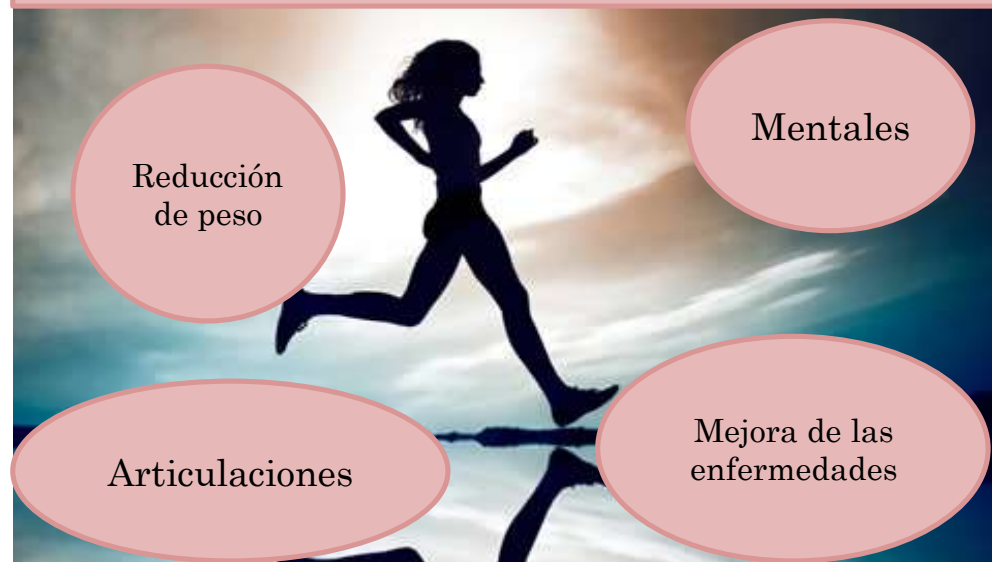 Reducción
de peso
Mentales
Articulaciones
Mejora de las
enfermedades